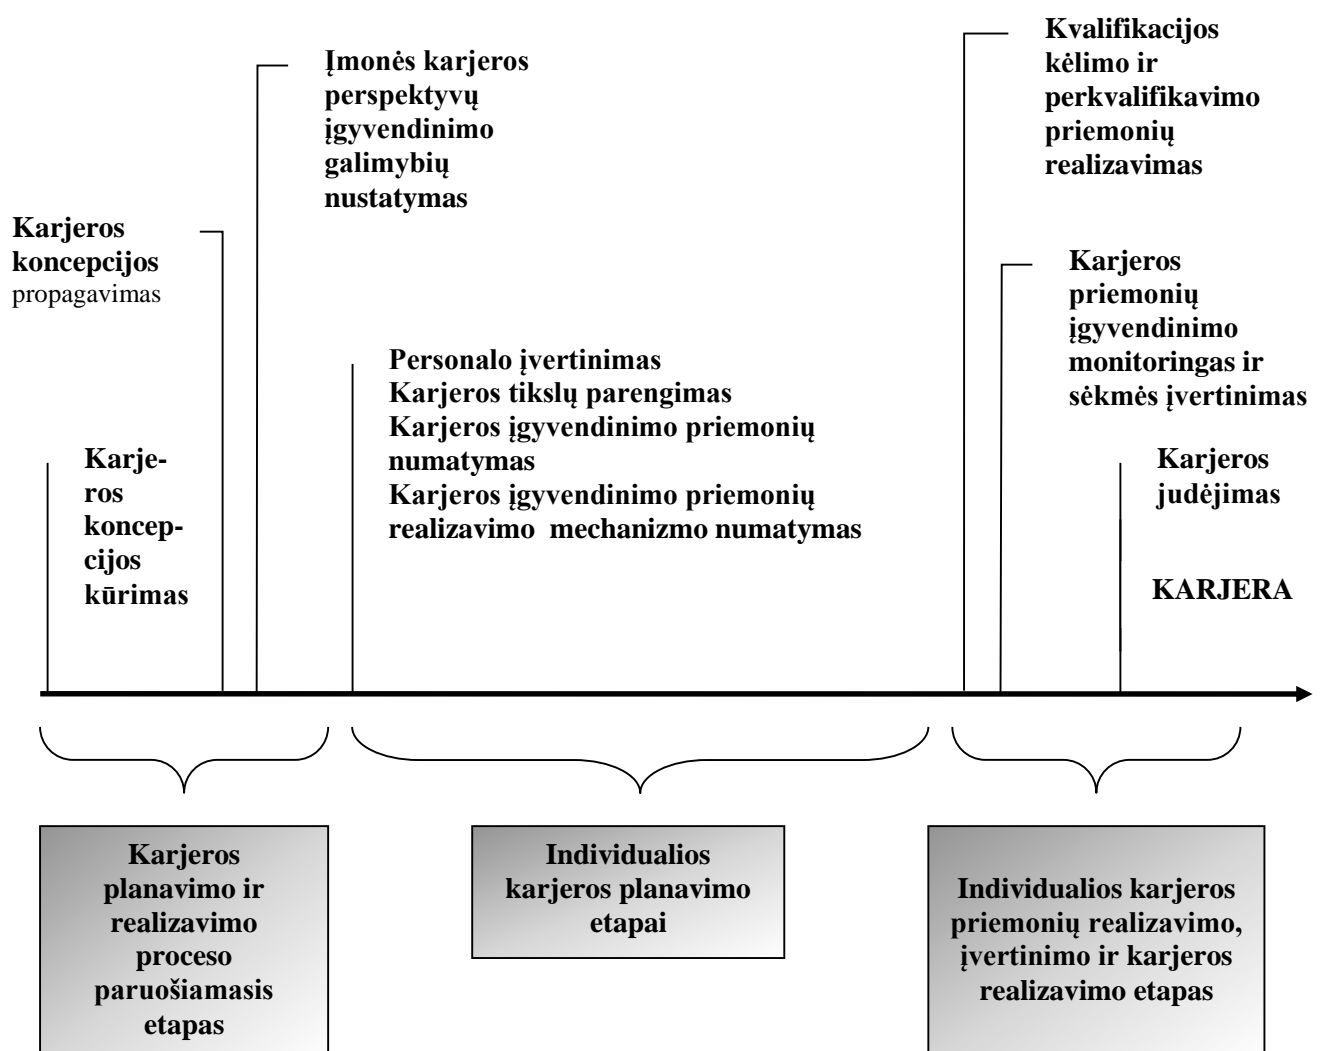 Įmonės karjeros
perspektyvų
įgyvendinimo
galimybių
nustatymas
Kvalifikacijos
kėlimo ir
perkvalifikavimo
priemonių
realizavimas
Karjeros
koncepcijos
propagavimas
Karjeros
priemonių
įgyvendinimo
monitoringas ir
sėkmės įvertinimas
Personalo įvertinimas
Karjeros tikslų parengimas
Karjeros įgyvendinimo priemonių
numatymas
Karjeros įgyvendinimo priemonių
realizavimo mechanizmo numatymas
Karje-
ros
koncep-
cijos
kūrimas
Karjeros
judėjimas
KARJERA
Karjeros
planavimo ir
realizavimo
proceso
paruošiamasis
etapas
Individualios
karjeros planavimo
etapai
Individualios karjeros
priemonių realizavimo,
įvertinimo ir karjeros
realizavimo etapas